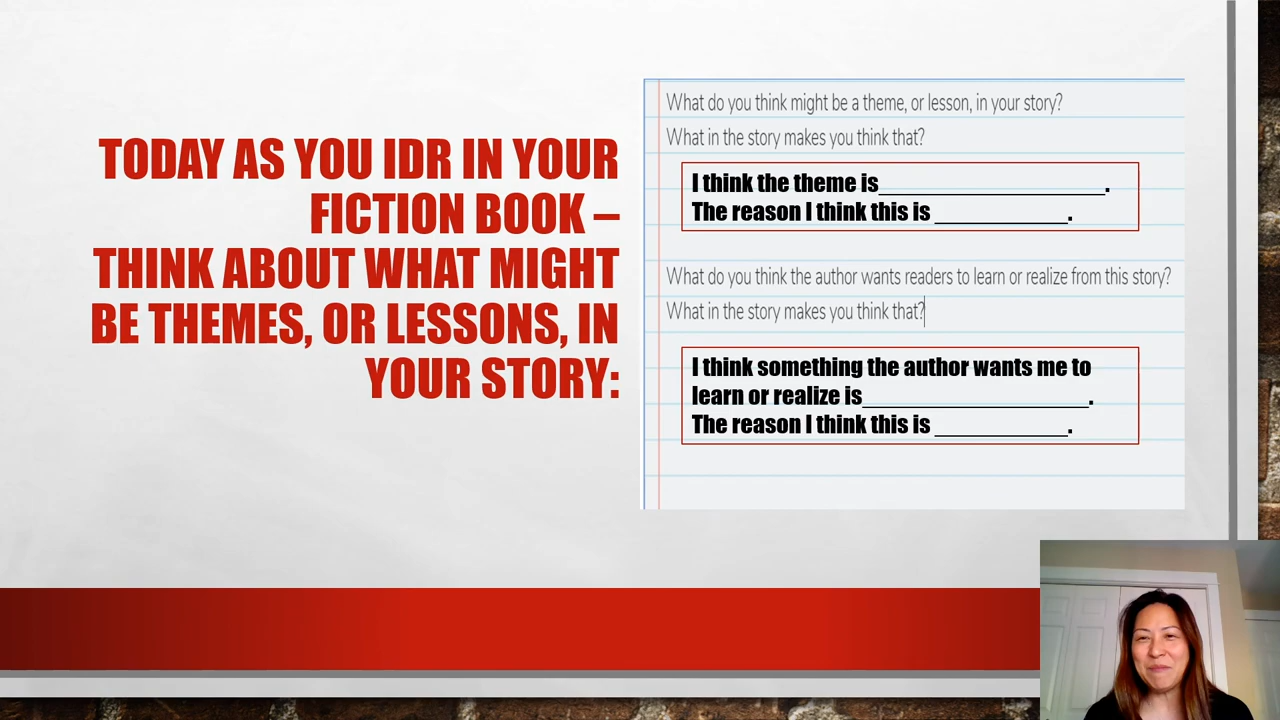 TODAY AS YOU IDR IN YOUR
FICTION BOOK –
THINK ABOUT WHAT MIGHT
BE THEMES, OR LESSONS, IN
YOUR STORY:
What do you think might be a theme, or lesson, in your story?
What in the story makes you think that?
I think the theme is___________________.
The reason I think this is ___________.
What do you think the author wants readers to learn or realize from this story?
What in the story makes you think that?
I think something the author wants me to
learn or realize is___________________.
The reason I think this is ___________.